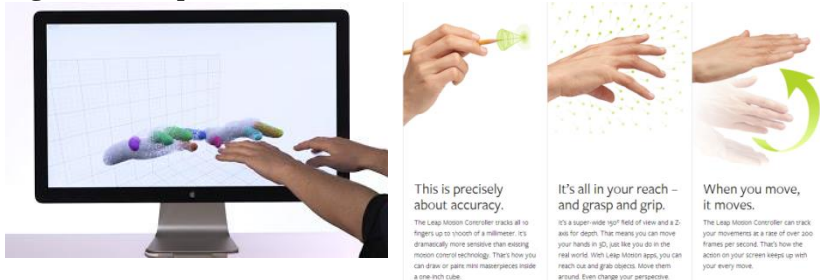 This is precisely
about accuracy.
The Leap Motion Controller tracks all 10
fingers up to 1/100th of a millimeter. It's
dramatically more sensitive than existing
motion control technology. That's how you
can draw or paint mini masterpieces inside
a one-inch cube.
It's all in your reach –
and grasp and grip.
It's a super-wide 150° field of view and a Z-
axis for depth. That means you can move
your hands in 3D, just like you do in the
real world. With Leap Motion apps, you can
reach out and grab objects. Move them
around. Even change your perspective.
When you move,
it moves.
The Leap Motion Controller can track
your movements at a rate of over 200
frames per second. That's how the
action on your screen keeps up with
your every move.